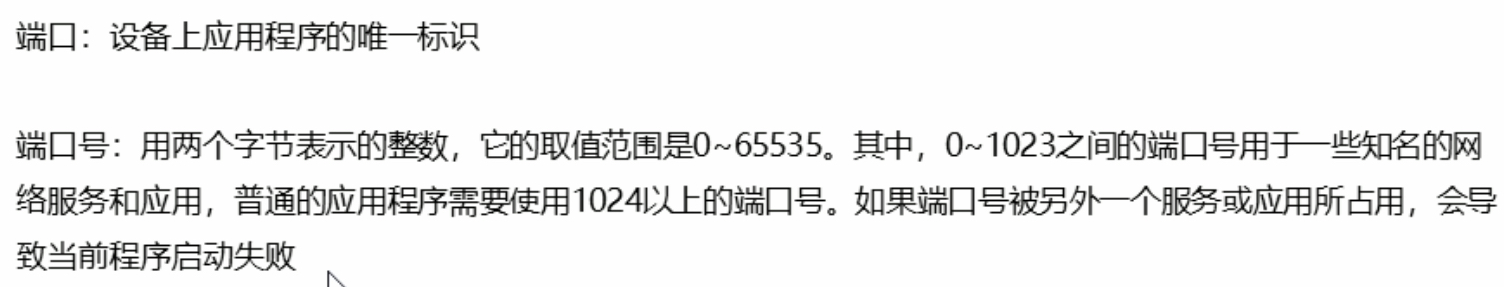 端口：设备上应用程序的唯一标识
端口号：用两个字节表示的整数，它的取值范围是0~65535。其中，0~1023之间的端口号用于一些知名的网
络服务和应用，普通的应用程序需要使用1024以上的端口号。如果端口号被另外一个服务或应用所占用，会导
致当前程序启动失败